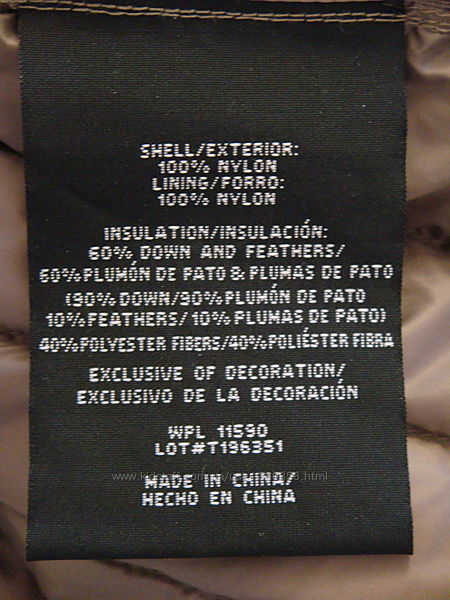 SHELL/EXTERIOR:
100% NYLON
LINING/FORRO:
100% NYLON
INSULATION/INSULACIÓN:
60% DOWN AND FEATHERS/
60% PLUMÓN DE PATO & PLUMAS DE PATO
(90% DOWN/90% PLUMÓN DE PATO
10% FEATHERS/10% PLUMAS DE PATO)
40% POLYESTER FIBERS/40% POLIÉSTER FIBRA
EXCLUSIVE OF DECORATION/
EXCLUSIVO DE LA DECORACIÓN
WPL 11590
LOT#T196351
MADE IN CHINA/
HECHO EN CHINA